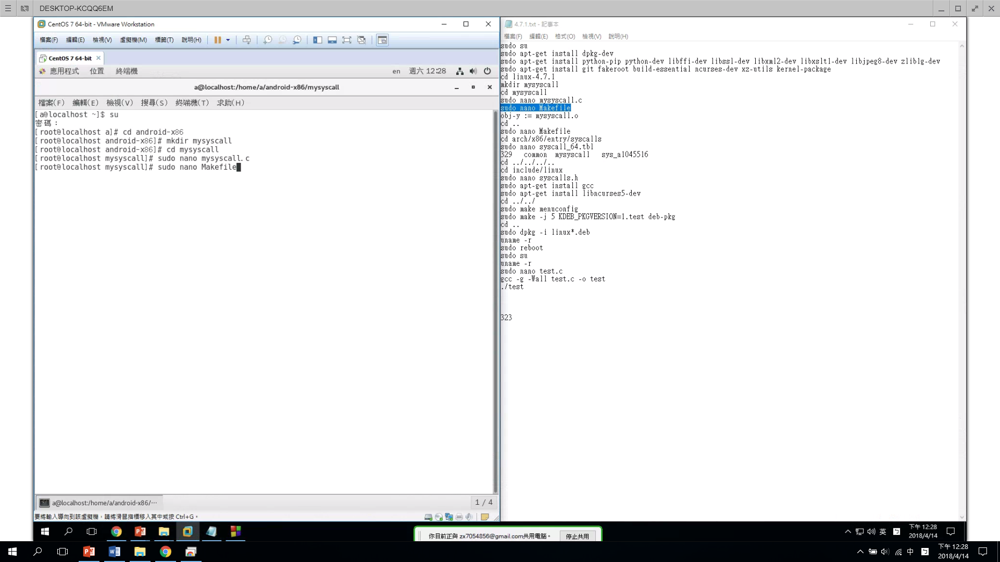 DESKTOP-KCQQ6EM
CentOS 7 64-bit - VMware Workstation
檔案(F) 編輯(E) 檢視(V) 虛擬機(M) 標籤(T) 說明(H)
CentOS 7 64-bit
應用程式 位置 終端機 en 週六 12:28
a@localhost:/home/a/android-x86/mysyscall
檔案(F) 編輯(E) 檢視(V) 搜尋(S) 終端機(T) 求助(H)
[a@localhost ~]$ su
密碼：
[root@localhost a]# cd android-x86
[root@localhost android-x86]# mkdir mysyscall
[root@localhost android-x86]# cd mysyscall
[root@localhost mysyscall]# sudo nano mysyscall.c
[root@localhost mysyscall]# sudo nano Makefile
a@localhost:/home/a/android-x86/⋯
1 / 4
要將輸入導向到該虛擬機，請將滑鼠指標移入其中或按 Ctrl+G。
4.7.1.txt - 記事本
檔案(F) 編輯(E) 格式(O) 檢視(V) 說明(H)
sudo su
sudo apt-get install dpkg-dev
sudo apt-get install python-pip python-dev libffi-dev libssl-dev libxml2-dev libxslt1-dev libjpeg8-dev zlib1g-dev
sudo apt-get install git fakeroot build-essential ncurses-dev xz-utils kernel-package
cd linux-4.7.1
mkdir mysyscall
cd mysyscall
sudo nano mysyscall.c
sudo nano Makefile
obj-y := mysyscall.o
cd ..
sudo nano Makefile
cd arch/x86/entry/syscalls
sudo nano syscall_64.tbl
329 common mysyscall sys_a1045516
cd ../../../..
cd include/linux
sudo nano syscalls.h
sudo apt-get install gcc
sudo apt-get install libncurses5-dev
cd ../../
sudo make menuconfig
sudo make -j 5 KDEB_PKGVERSION=1.test deb-pkg
cd ..
sudo dpkg -i linux*.deb
uname -r
sudo reboot
sudo su
uname -r
sudo nano test.c
gcc -g -Wall test.c -o test
./test
323
你目前正與 zx7054856@gmail.com共用電腦。 停止共用
英 下午 12:28
2018/4/14
中 下午 12:28
2018/4/14